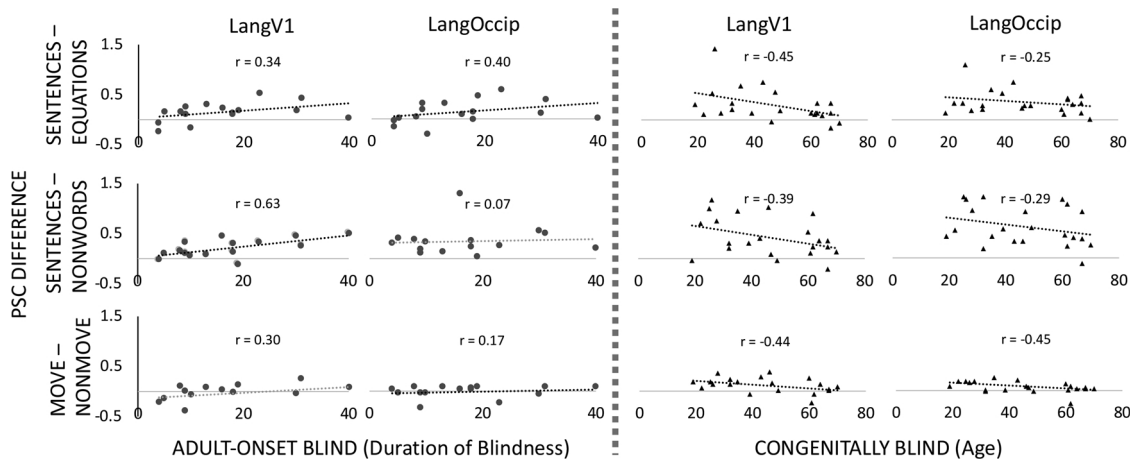 LangV1 LangOccip LangV1 LangOccip
PSC DIFFERENCE
SENTENCES –
EQUATIONS
1.5
0.5
-0.5
r = 0.34
0 20 40
r = 0.40
0 20 40
r = -0.45
0 20 40 60 80
r = -0.25
0 20 40 60 80
SENTENCES –
NONWORDS
1.5
0.5
-0.5
r = 0.63
0 20 40
r = 0.07
0 20 40
r = -0.39
0 20 40 60 80
r = -0.29
0 20 40 60 80
MOVE –
NONMOVE
1.5
0.5
-0.5
r = 0.30
0 20 40
r = 0.17
0 20 40
r = -0.44
0 20 40 60 80
r = -0.45
0 20 40 60 80
ADULT-ONSET BLIND (Duration of Blindness)
CONGENITALLY BLIND (Age)